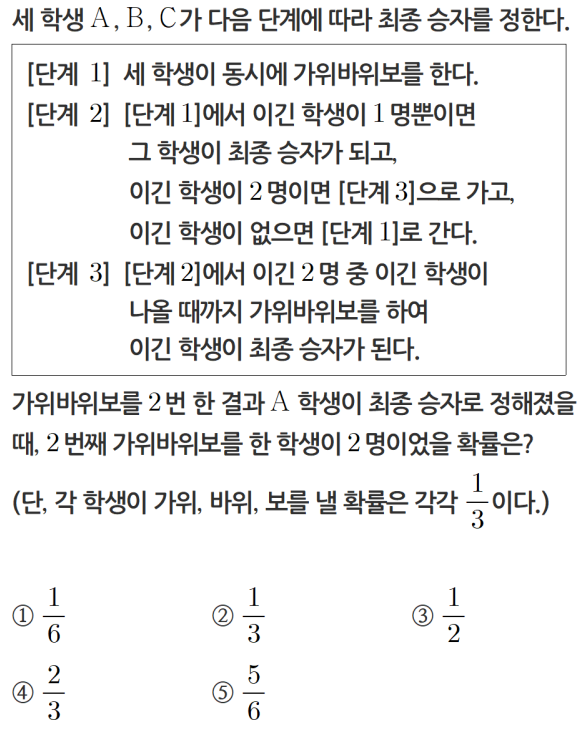 세 학생 A, B, C가 다음 단계에 따라 최종 승자를 정한다.
[단계 1] 세 학생이 동시에 가위바위보를 한다.
[단계 2] [단계 1]에서 이긴 학생이 1명뿐이면
그 학생이 최종 승자가 되고,
이긴 학생이 2명이면 [단계 3]으로 가고,
이긴 학생이 없으면 [단계 1]로 간다.
[단계 3] [단계 2]에서 이긴 2명 중 이긴 학생이
나올 때까지 가위바위보를 하여
이긴 학생이 최종 승자가 된다.
가위바위보를 2번 한 결과 A 학생이 최종 승자로 정해졌을
때, 2번째 가위바위보를 한 학생이 2명이었을 확률은?
(단, 각 학생이 가위, 바위, 보를 낼 확률은 각각 1/3이다.)
① 1/6 ② 1/3 ③ 1/2
④ 2/3 ⑤ 5/6